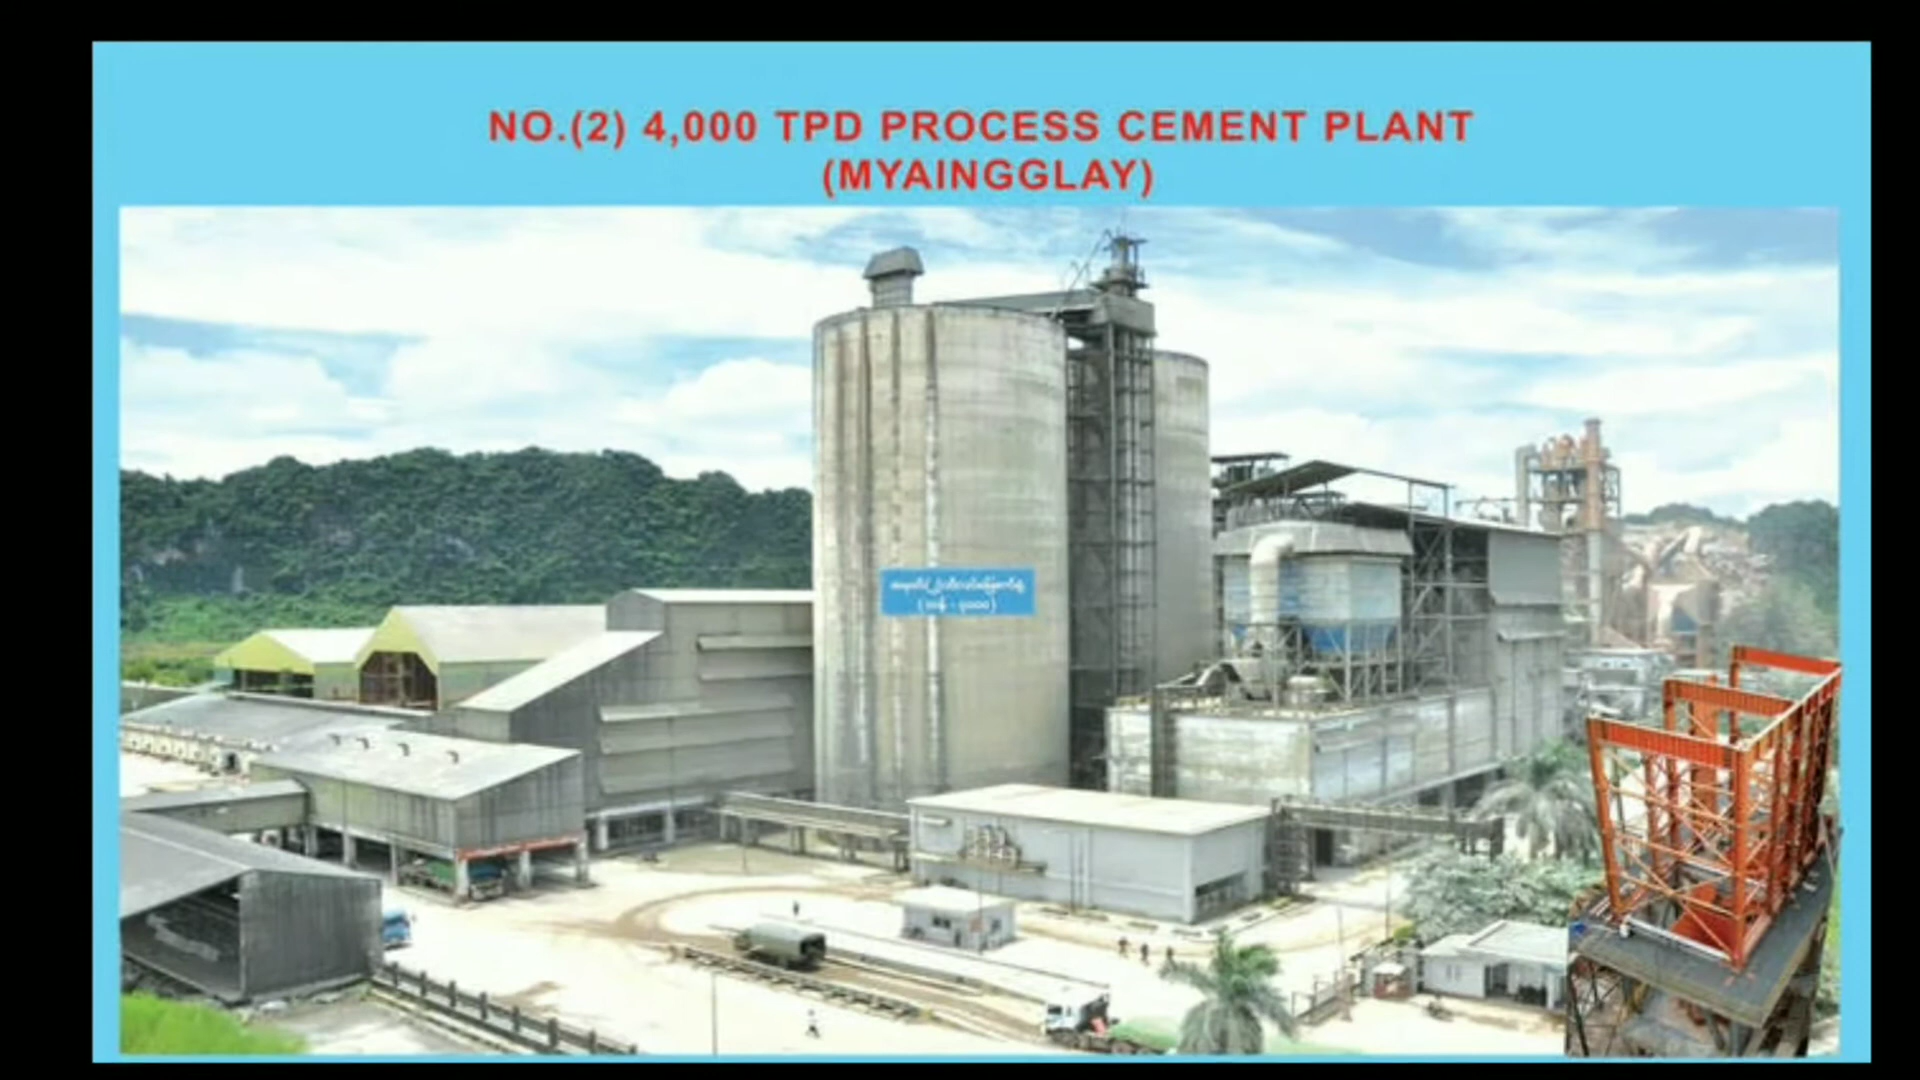 NO.(2) 4,000 TPD PROCESS CEMENT PLANT
(MYAINGGLAY)